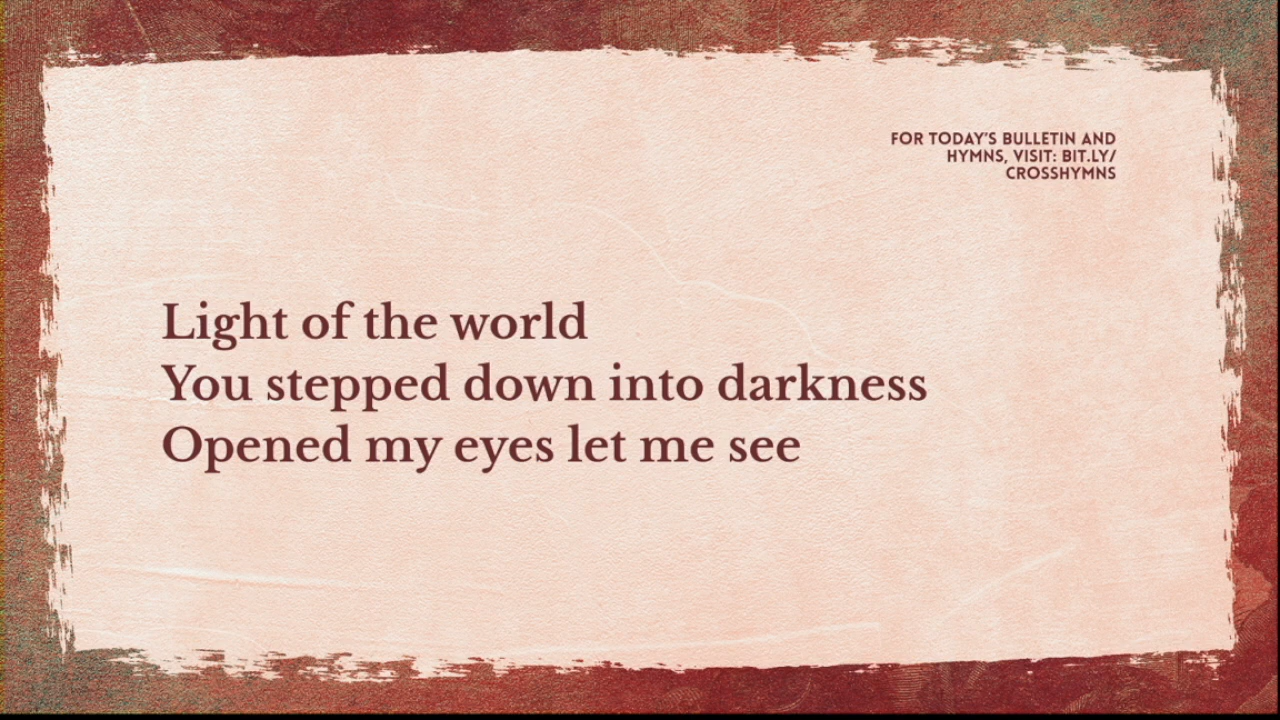 FOR TODAY'S BULLETIN AND
HYMNS, VISIT: BIT.LY/
CROSSHYMNS
Light of the world
You stepped down into darkness
Opened my eyes let me see